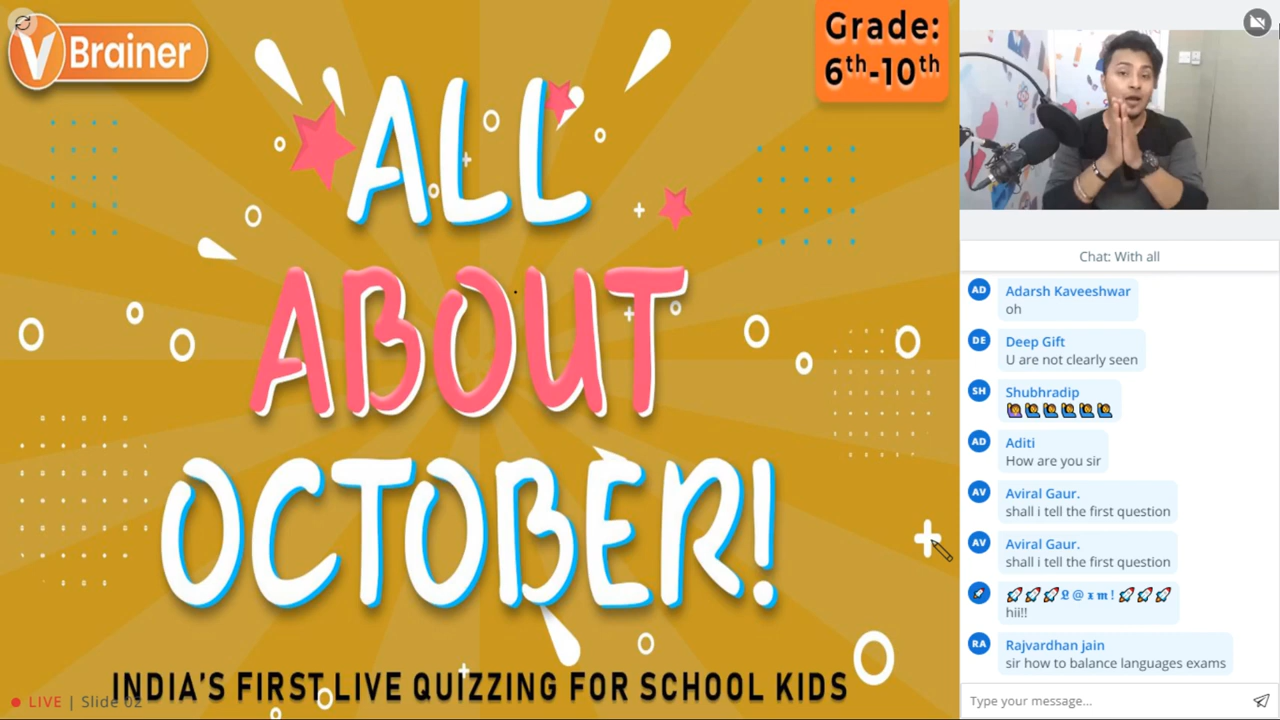 V Brainer
Grade:
6th-10th
ALL
ABOUT
OCTOBER!
INDIA'S FIRST LIVE QUIZZING FOR SCHOOL KIDS
LIVE | Slide 02
Chat: With all
AD
Adarsh Kaveeshwar
oh
DE
Deep Gift
U are not clearly seen
SH
Shubhradip
🙋‍♀️🙋‍♂️🙋‍♂️🙋‍♂️🙋‍♂️🙋‍♂️
AD
Aditi
How are you sir
AV
Aviral Gaur.
shall i tell the first question
AV
Aviral Gaur.
shall i tell the first question
🚀🚀🚀𝕷@𝖝𝖒!🚀🚀🚀
hii!!
RA
Rajvardhan jain
sir how to balance languages exams
Type your message...